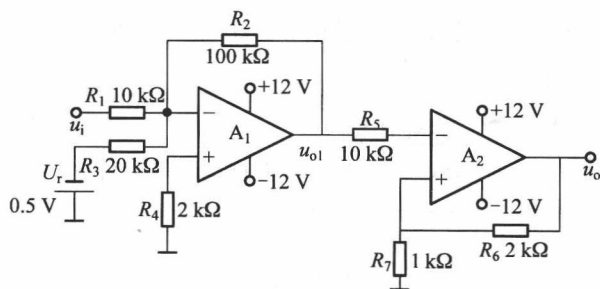 R₂
100 kΩ
+12 V
R₁ 10 kΩ
uᵢ
−
A₁
+
R₃ 20 kΩ
Uᵣ
0.5 V
−12 V
R₄ 2 kΩ
uₒ₁
R₅
10 kΩ
+12 V
−
A₂
+
−12 V
uₒ
R₆ 2 kΩ
R₇ 1 kΩ